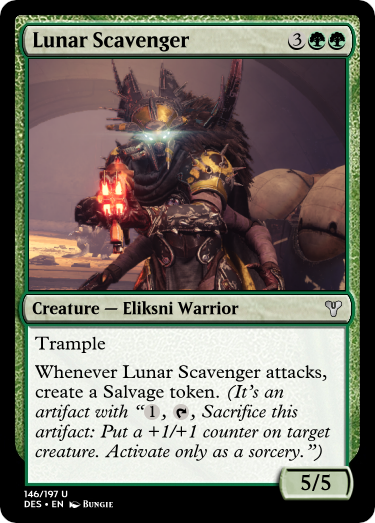 Lunar Scavenger 3
Creature — Eliksni Warrior
Trample
Whenever Lunar Scavenger attacks,
create a Salvage token. (It's an
artifact with “1, , Sacrifice this
artifact: Put a +1/+1 counter on target
creature. Activate only as a sorcery.”)
5/5
146/197 U
DES • EN Bungie